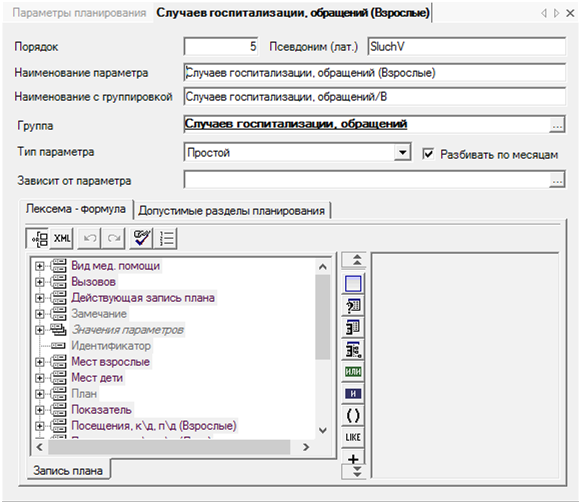 Параметры планирования Случаев госпитализации, обращений (Взрослые)
Порядок 5 Псевдоним (лат.) SluchV
Наименование параметра Случаев госпитализации, обращений (Взрослые)
Наименование с группировкой Случаев госпитализации, обращений/В
Группа Случаев госпитализации, обращений ...
Тип параметра Простой Разбивать по месяцам
Зависит от параметра ...
Лексема - формула Допустимые разделы планирования
XML
Вид мед. помощи
Вызовов
Действующая запись плана
Замечание
Значения параметров
Идентификатор
Мест взрослые
Мест дети
План
Показатель
Посещения, к\д, п\д (Взрослые)
ИЛИ
И
()
LIKE
+
Запись плана